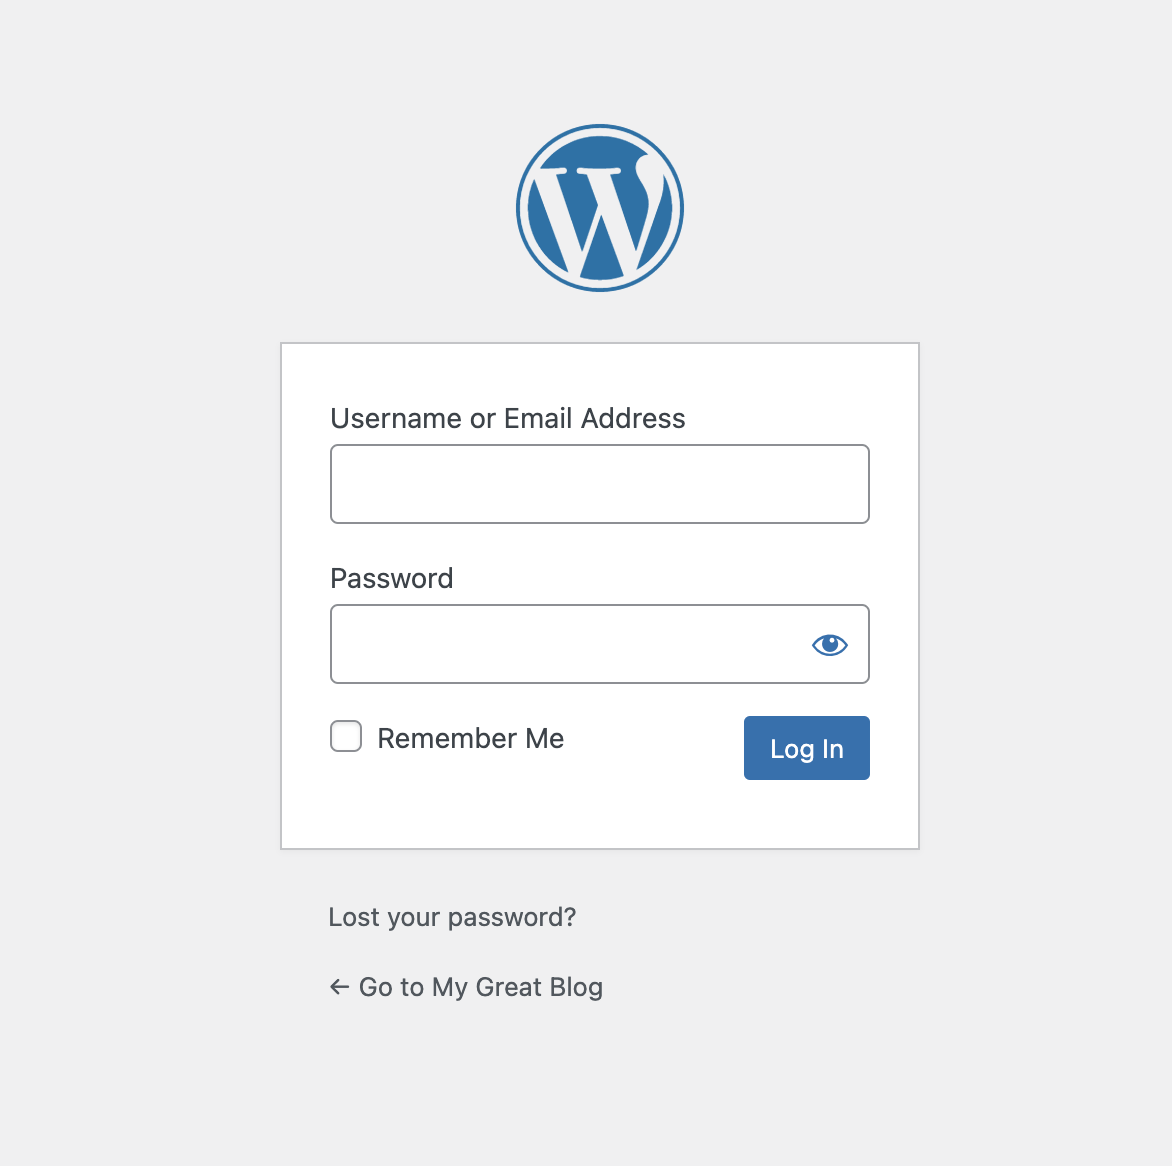 Username or Email Address
Password
Remember Me
Log In
Lost your password?
← Go to My Great Blog